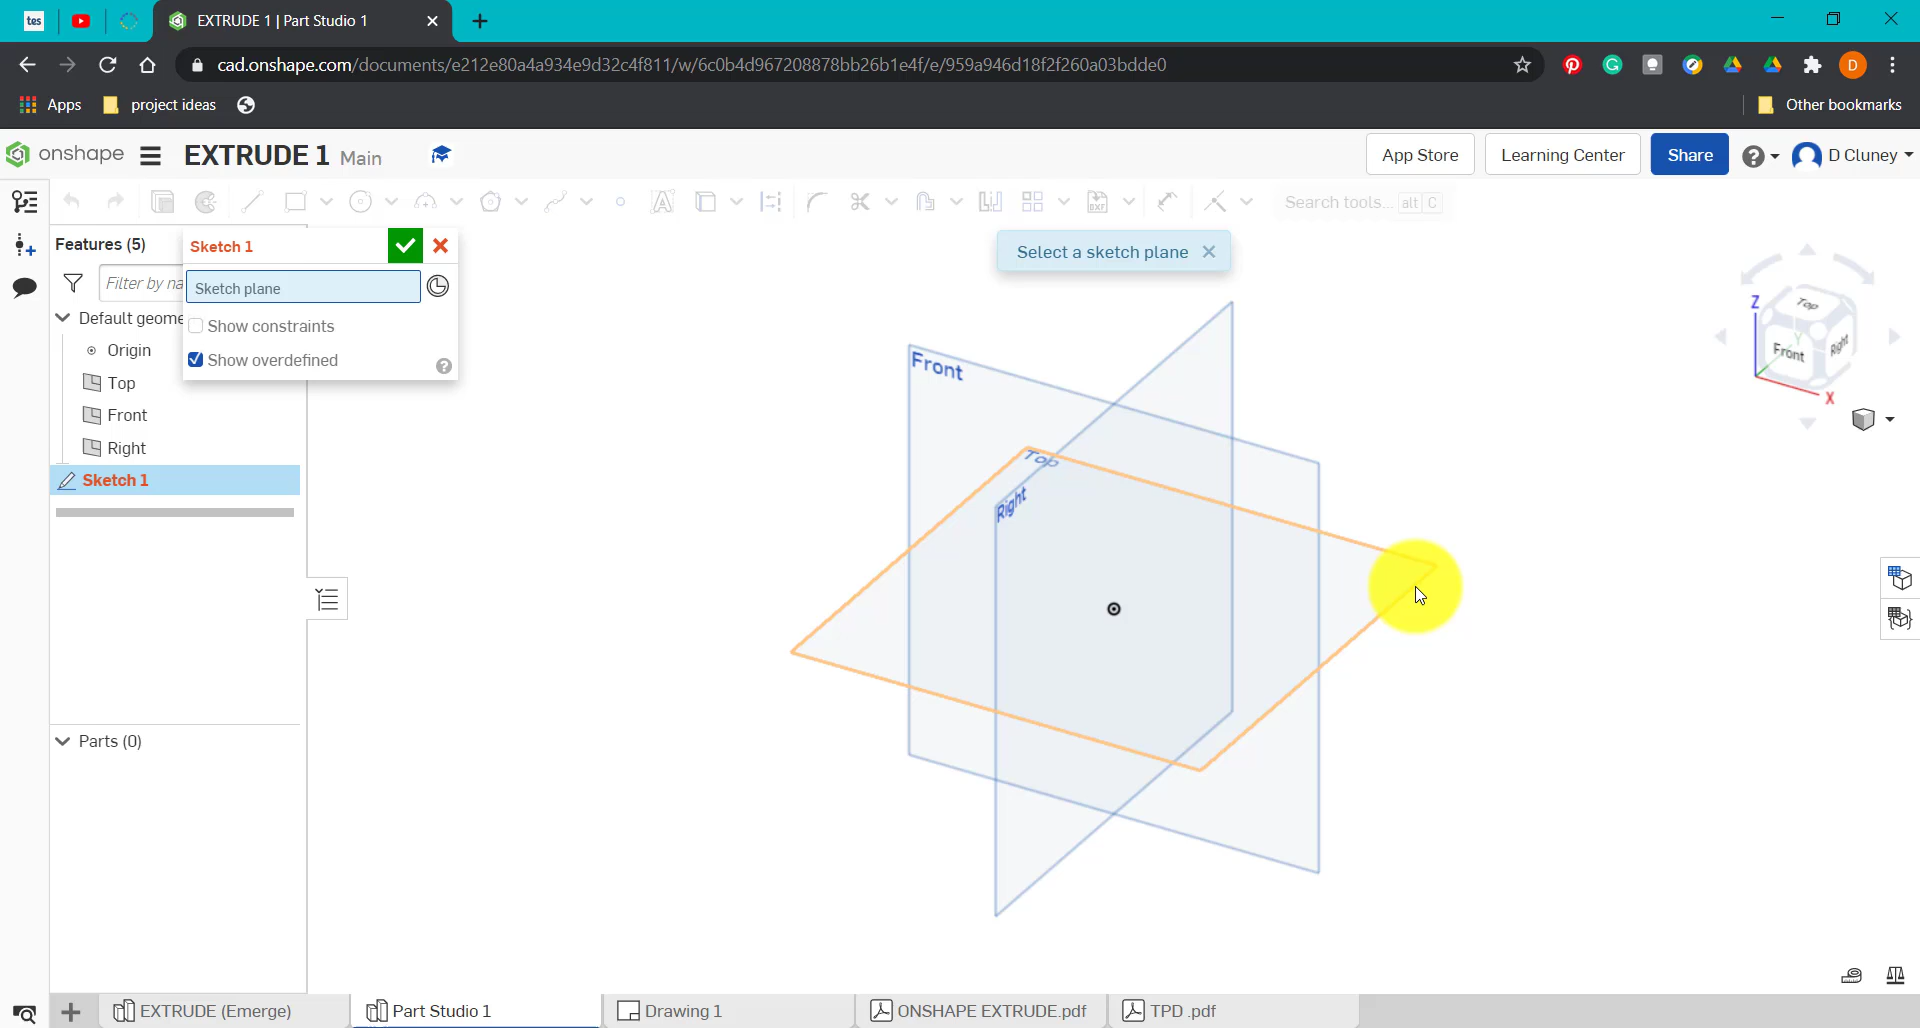 tes
EXTRUDE 1 | Part Studio 1
cad.onshape.com/documents/e212e80a4a934e9d32c4f811/w/6c0b4d967208878bb26b1e4f/e/959a946d18f2f260a03bdde0
D
Apps
project ideas
Other bookmarks
onshape
EXTRUDE 1 Main
App Store
Learning Center
Share
D Cluney
Search tools... alt C
Features (5)
Sketch 1
Select a sketch plane
Filter by na
Sketch plane
Default geome
Show constraints
Origin
Show overdefined
Top
Front
Right
Sketch 1
Front
Top
Right
Z
Top
Y
Front
Right
X
DXF
Parts (0)
EXTRUDE (Emerge)
Part Studio 1
Drawing 1
ONSHAPE EXTRUDE.pdf
TPD .pdf